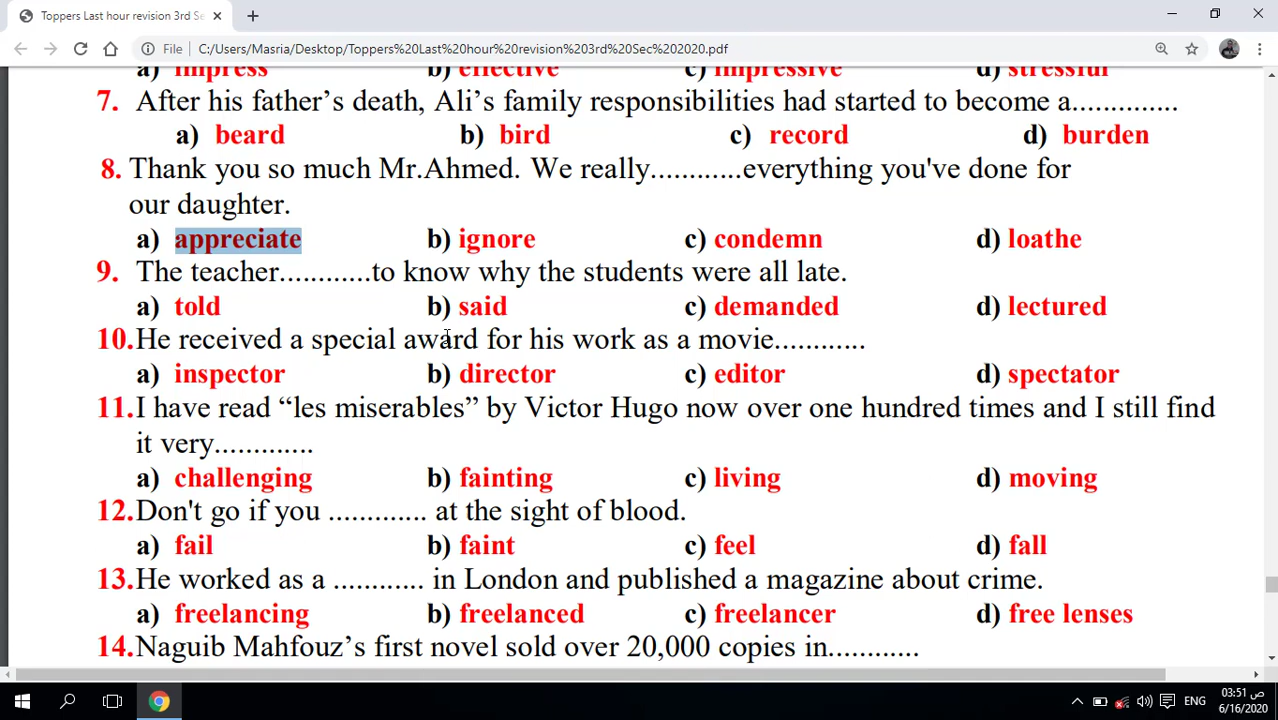 Toppers Last hour revision 3rd Se
File C:/Users/Masria/Desktop/Toppers%20Last%20hour%20revision%203rd%20Sec%202020.pdf
a) impress b) effective c) impressive d) stressful
7. After his father’s death, Ali’s family responsibilities had started to become a..............
a) beard b) bird c) record d) burden
8. Thank you so much Mr.Ahmed. We really............everything you've done for
our daughter.
a) appreciate b) ignore c) condemn d) loathe
9. The teacher............to know why the students were all late.
a) told b) said c) demanded d) lectured
10.He received a special award for his work as a movie............
a) inspector b) director c) editor d) spectator
11.I have read “les miserables” by Victor Hugo now over one hundred times and I still find
it very.............
a) challenging b) fainting c) living d) moving
12.Don't go if you ............. at the sight of blood.
a) fail b) faint c) feel d) fall
13.He worked as a ............ in London and published a magazine about crime.
a) freelancing b) freelanced c) freelancer d) free lenses
14.Naguib Mahfouz’s first novel sold over 20,000 copies in............
ENG
03:51 ص
6/16/2020